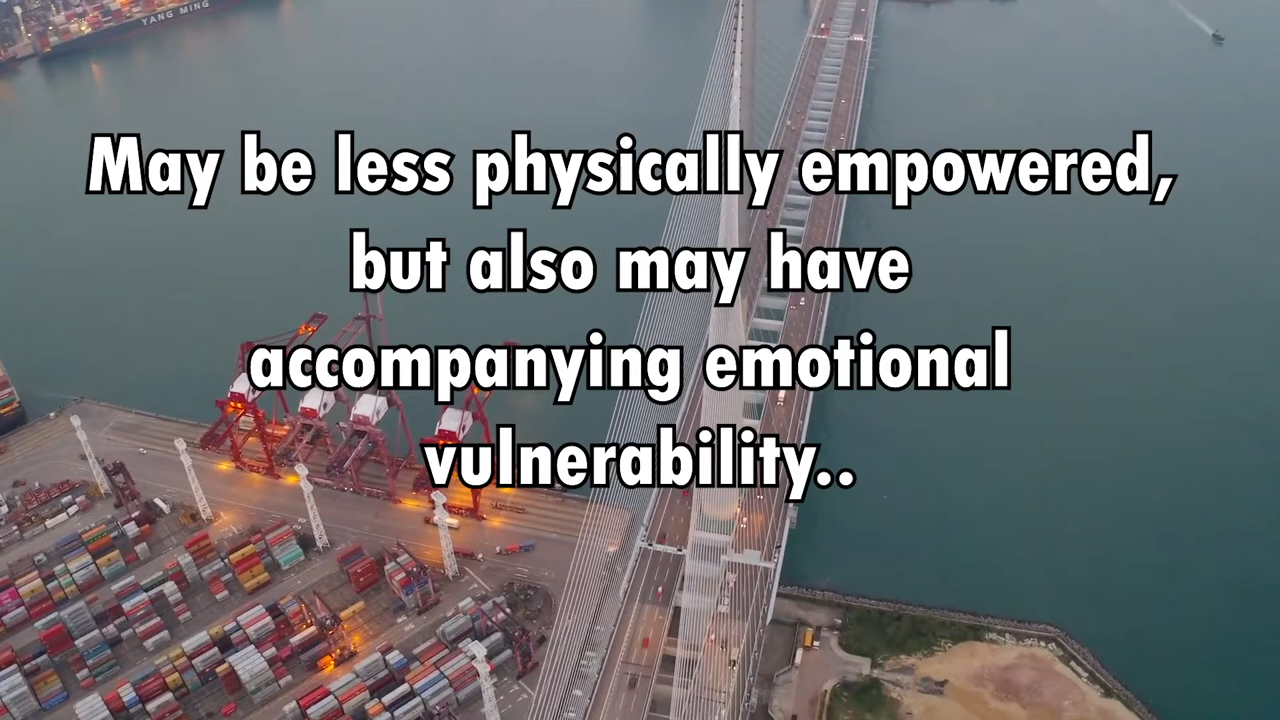 YANG MING
May be less physically empowered,
but also may have
accompanying emotional
vulnerability..